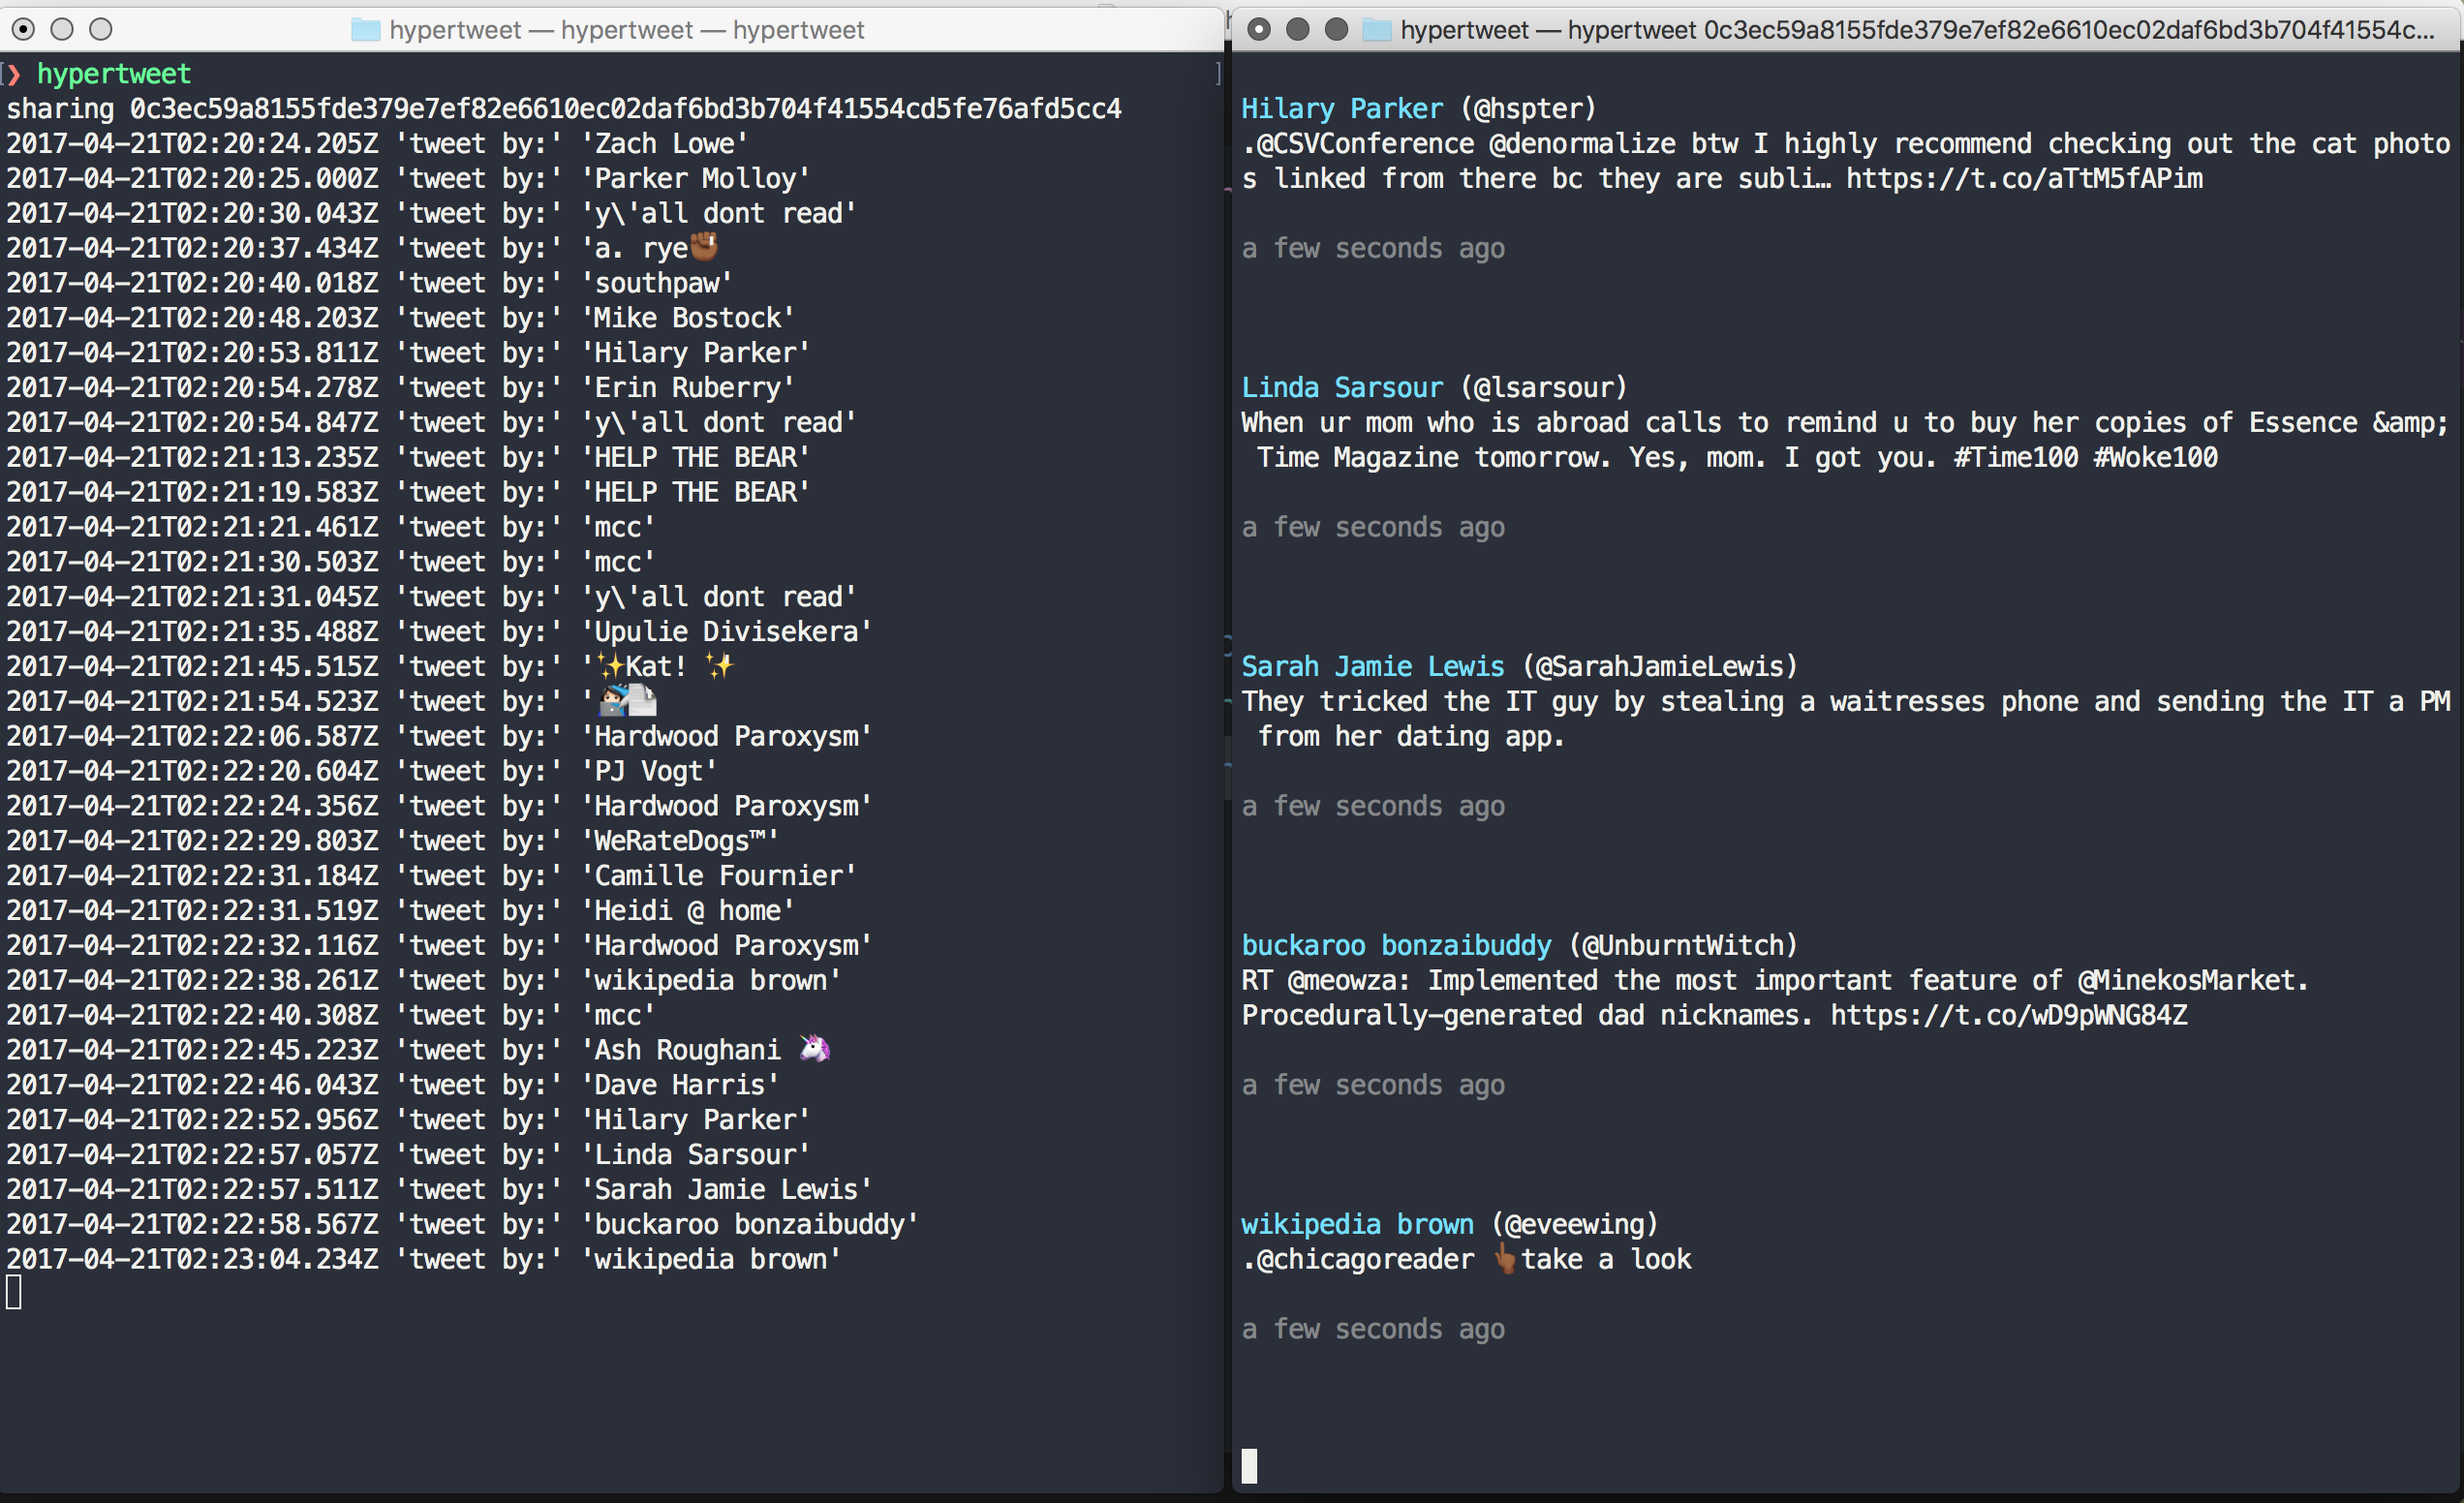 hypertweet — hypertweet — hypertweet
❯ hypertweet
sharing 0c3ec59a8155fde379e7ef82e6610ec02daf6bd3b704f41554cd5fe76afd5cc4
2017-04-21T02:20:24.205Z 'tweet by:' 'Zach Lowe'
2017-04-21T02:20:25.000Z 'tweet by:' 'Parker Molloy'
2017-04-21T02:20:30.043Z 'tweet by:' 'y\'all dont read'
2017-04-21T02:20:37.434Z 'tweet by:' 'a. rye✊🏾
2017-04-21T02:20:40.018Z 'tweet by:' 'southpaw'
2017-04-21T02:20:48.203Z 'tweet by:' 'Mike Bostock'
2017-04-21T02:20:53.811Z 'tweet by:' 'Hilary Parker'
2017-04-21T02:20:54.278Z 'tweet by:' 'Erin Ruberry'
2017-04-21T02:20:54.847Z 'tweet by:' 'y\'all dont read'
2017-04-21T02:21:13.235Z 'tweet by:' 'HELP THE BEAR'
2017-04-21T02:21:19.583Z 'tweet by:' 'HELP THE BEAR'
2017-04-21T02:21:21.461Z 'tweet by:' 'mcc'
2017-04-21T02:21:30.503Z 'tweet by:' 'mcc'
2017-04-21T02:21:31.045Z 'tweet by:' 'y\'all dont read'
2017-04-21T02:21:35.488Z 'tweet by:' 'Upulie Divisekera'
2017-04-21T02:21:45.515Z 'tweet by:' '✨Kat! ✨
2017-04-21T02:21:54.523Z 'tweet by:' '👩🏻‍💻📄
2017-04-21T02:22:06.587Z 'tweet by:' 'Hardwood Paroxysm'
2017-04-21T02:22:20.604Z 'tweet by:' 'PJ Vogt'
2017-04-21T02:22:24.356Z 'tweet by:' 'Hardwood Paroxysm'
2017-04-21T02:22:29.803Z 'tweet by:' 'WeRateDogs™'
2017-04-21T02:22:31.184Z 'tweet by:' 'Camille Fournier'
2017-04-21T02:22:31.519Z 'tweet by:' 'Heidi @ home'
2017-04-21T02:22:32.116Z 'tweet by:' 'Hardwood Paroxysm'
2017-04-21T02:22:38.261Z 'tweet by:' 'wikipedia brown'
2017-04-21T02:22:40.308Z 'tweet by:' 'mcc'
2017-04-21T02:22:45.223Z 'tweet by:' 'Ash Roughani 🦄
2017-04-21T02:22:46.043Z 'tweet by:' 'Dave Harris'
2017-04-21T02:22:52.956Z 'tweet by:' 'Hilary Parker'
2017-04-21T02:22:57.057Z 'tweet by:' 'Linda Sarsour'
2017-04-21T02:22:57.511Z 'tweet by:' 'Sarah Jamie Lewis'
2017-04-21T02:22:58.567Z 'tweet by:' 'buckaroo bonzaibuddy'
2017-04-21T02:23:04.234Z 'tweet by:' 'wikipedia brown'
hypertweet — hypertweet 0c3ec59a8155fde379e7ef82e6610ec02daf6bd3b704f41554c...
Hilary Parker (@hspter)
.@CSVConference @denormalize btw I highly recommend checking out the cat photo
s linked from there bc they are subli… https://t.co/aTtM5fAPim
a few seconds ago
Linda Sarsour (@lsarsour)
When ur mom who is abroad calls to remind u to buy her copies of Essence &amp;
 Time Magazine tomorrow. Yes, mom. I got you. #Time100 #Woke100
a few seconds ago
Sarah Jamie Lewis (@SarahJamieLewis)
They tricked the IT guy by stealing a waitresses phone and sending the IT a PM
 from her dating app.
a few seconds ago
buckaroo bonzaibuddy (@UnburntWitch)
RT @meowza: Implemented the most important feature of @MinekosMarket.
Procedurally-generated dad nicknames. https://t.co/wD9pWNG84Z
a few seconds ago
wikipedia brown (@eveewing)
.@chicagoreader 👆🏾take a look
a few seconds ago